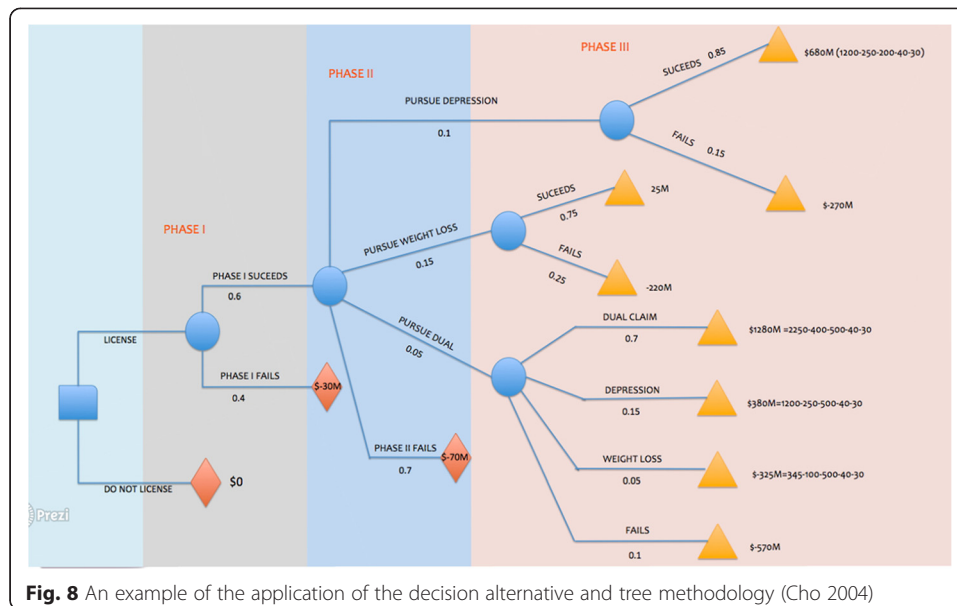 PHASE III
PHASE II
PHASE I
SUCEEDS 0.85
$680M (1200-250-200-40-30)
PURSUE DEPRESSION
0.1
FAILS 0.15
$-270M
SUCEEDS
0.75
25M
PURSUE WEIGHT LOSS
0.15
FAILS
0.25
-220M
PHASE I SUCEEDS
0.6
LICENSE
PURSUE DUAL
0.05
DUAL CLAIM
0.7
$1280M =2250-400-500-40-30
PHASE I FAILS
0.4
$-30M
DEPRESSION
0.15
$380M=1200-250-500-40-30
PHASE II FAILS
0.7
$-70M
WEIGHT LOSS
0.05
$-325M=345-100-500-40-30
DO NOT LICENSE
$0
Prezi
FAILS
0.1
$-570M
Fig. 8 An example of the application of the decision alternative and tree methodology (Cho 2004)